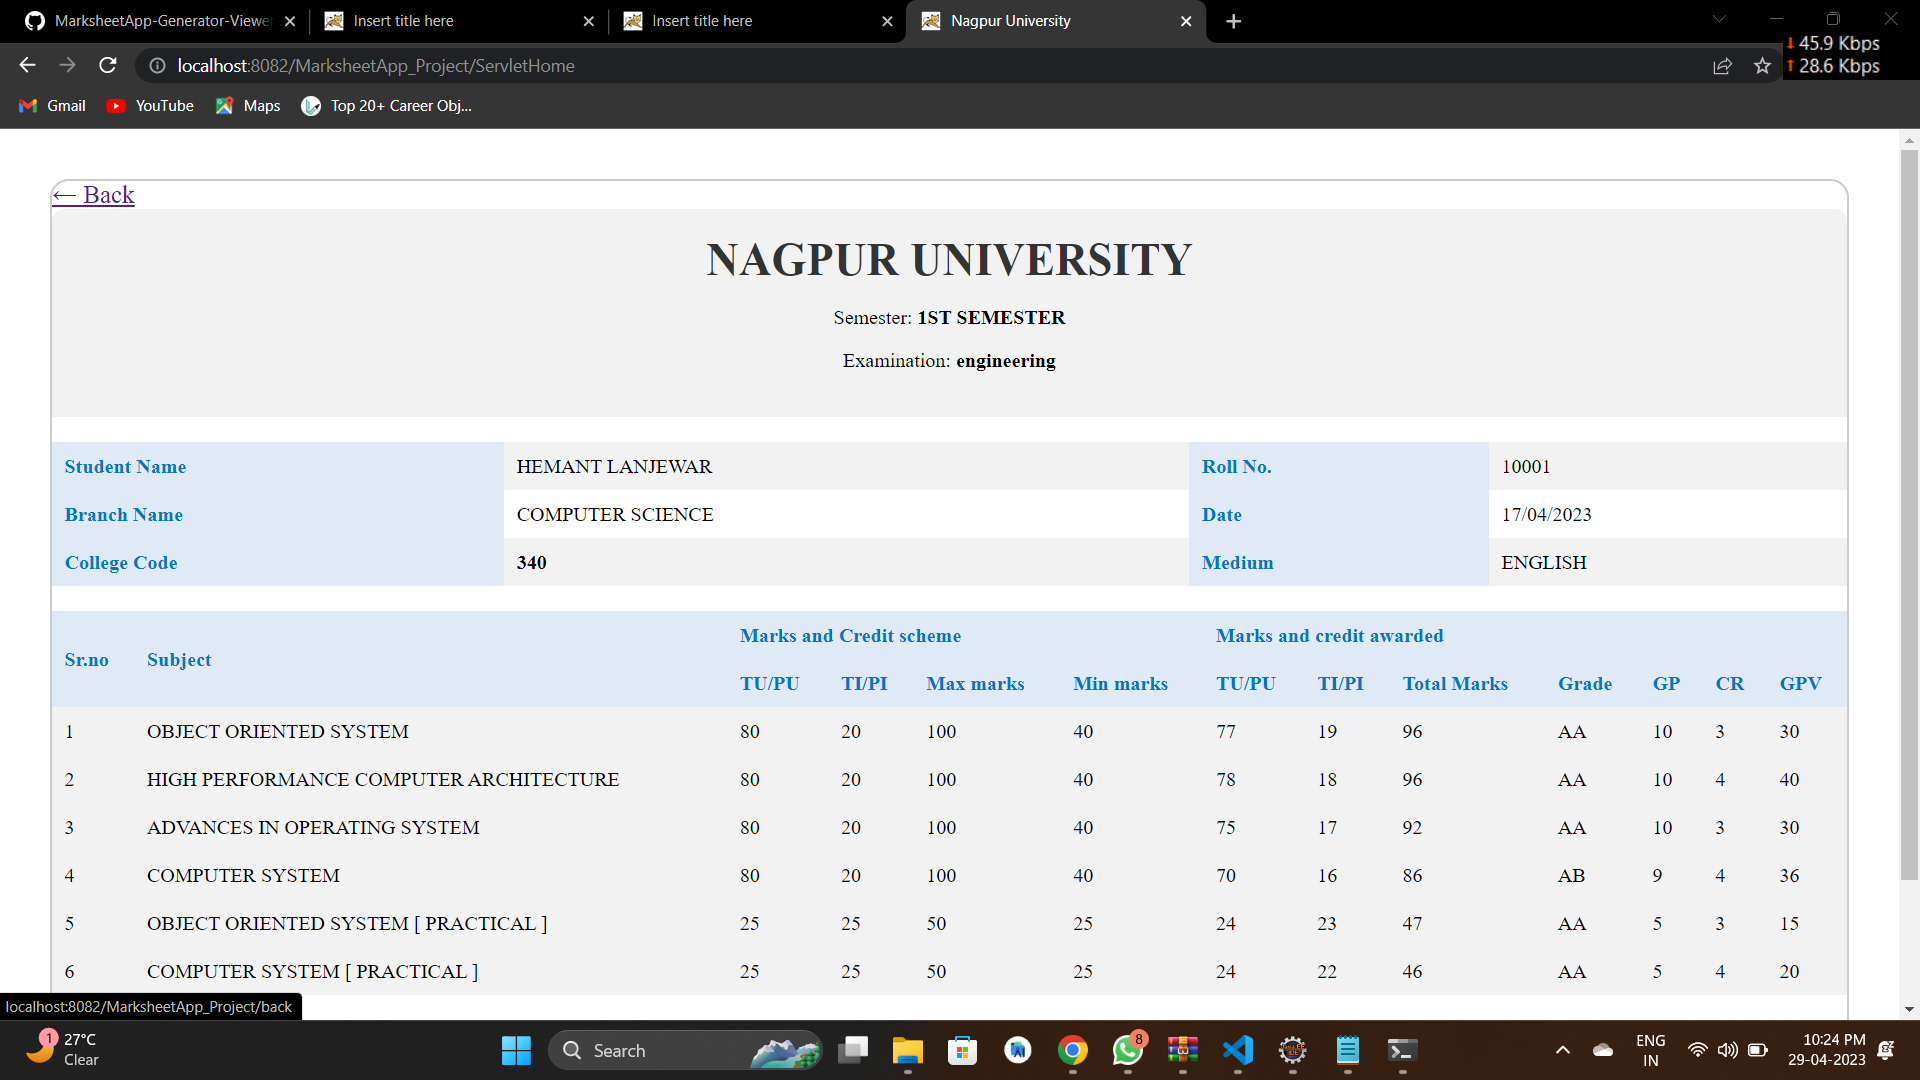 MarksheetApp-Generator-Viewer
Insert title here
Insert title here
Nagpur University
45.9 Kbps
28.6 Kbps
localhost:8082/MarksheetApp_Project/ServletHome
Gmail YouTube Maps Top 20+ Career Obj...
← Back
NAGPUR UNIVERSITY
Semester: 1ST SEMESTER
Examination: engineering
Student Name HEMANT LANJEWAR Roll No. 10001
Branch Name COMPUTER SCIENCE Date 17/04/2023
College Code 340 Medium ENGLISH
Marks and Credit scheme Marks and credit awarded
Sr.no Subject
TU/PU TI/PI Max marks Min marks TU/PU TI/PI Total Marks Grade GP CR GPV
1 OBJECT ORIENTED SYSTEM 80 20 100 40 77 19 96 AA 10 3 30
2 HIGH PERFORMANCE COMPUTER ARCHITECTURE 80 20 100 40 78 18 96 AA 10 4 40
3 ADVANCES IN OPERATING SYSTEM 80 20 100 40 75 17 92 AA 10 3 30
4 COMPUTER SYSTEM 80 20 100 40 70 16 86 AB 9 4 36
5 OBJECT ORIENTED SYSTEM [ PRACTICAL ] 25 25 50 25 24 23 47 AA 5 3 15
6 COMPUTER SYSTEM [ PRACTICAL ] 25 25 50 25 24 22 46 AA 5 4 20
localhost:8082/MarksheetApp_Project/back
1
27°C
Clear
Search
8
ENG
IN
10:24 PM
29-04-2023